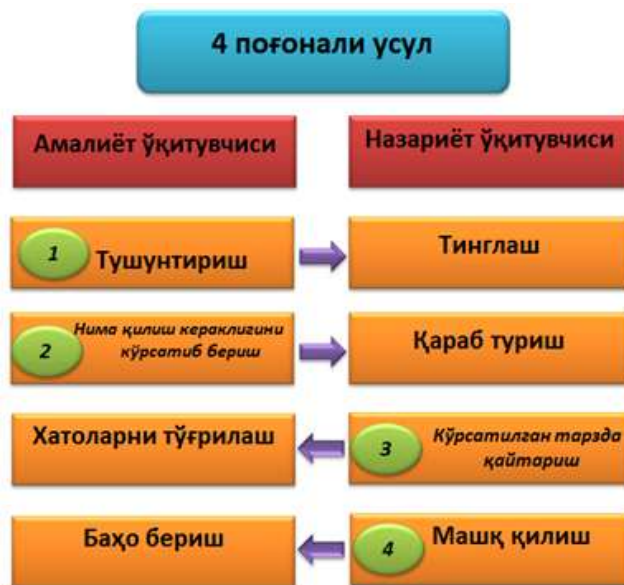 4 поғонали усул
Амалиёт ўқитувчиси
Назариёт ўқитувчиси
1
Тушунтириш
Тинглаш
2
Нима қилиш кераклигини
кўрсатиб бериш
Қараб туриш
Хатоларни тўғрилаш
3
Кўрсатилган тарзда
қайтариш
Баҳо бериш
4
Машқ қилиш